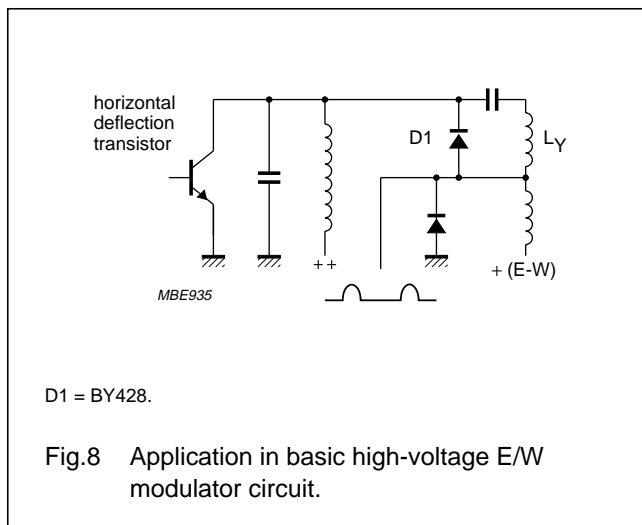 horizontal
deflection
transistor
D1
L_Y
++
+ (E-W)
MBE935
D1 = BY428.
Fig.8 Application in basic high-voltage E/W
modulator circuit.